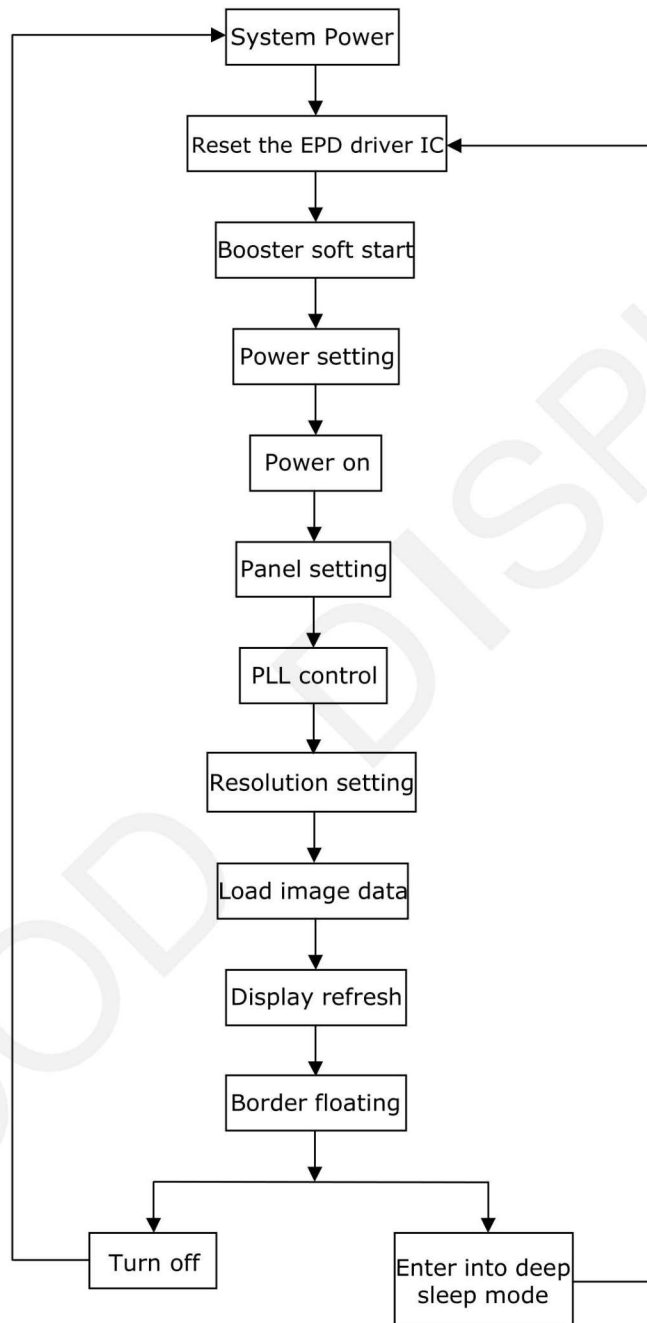 System Power
Reset the EPD driver IC
Booster soft start
Power setting
Power on
Panel setting
PLL control
Resolution setting
Load image data
Display refresh
Border floating
Turn off
Enter into deep
sleep mode